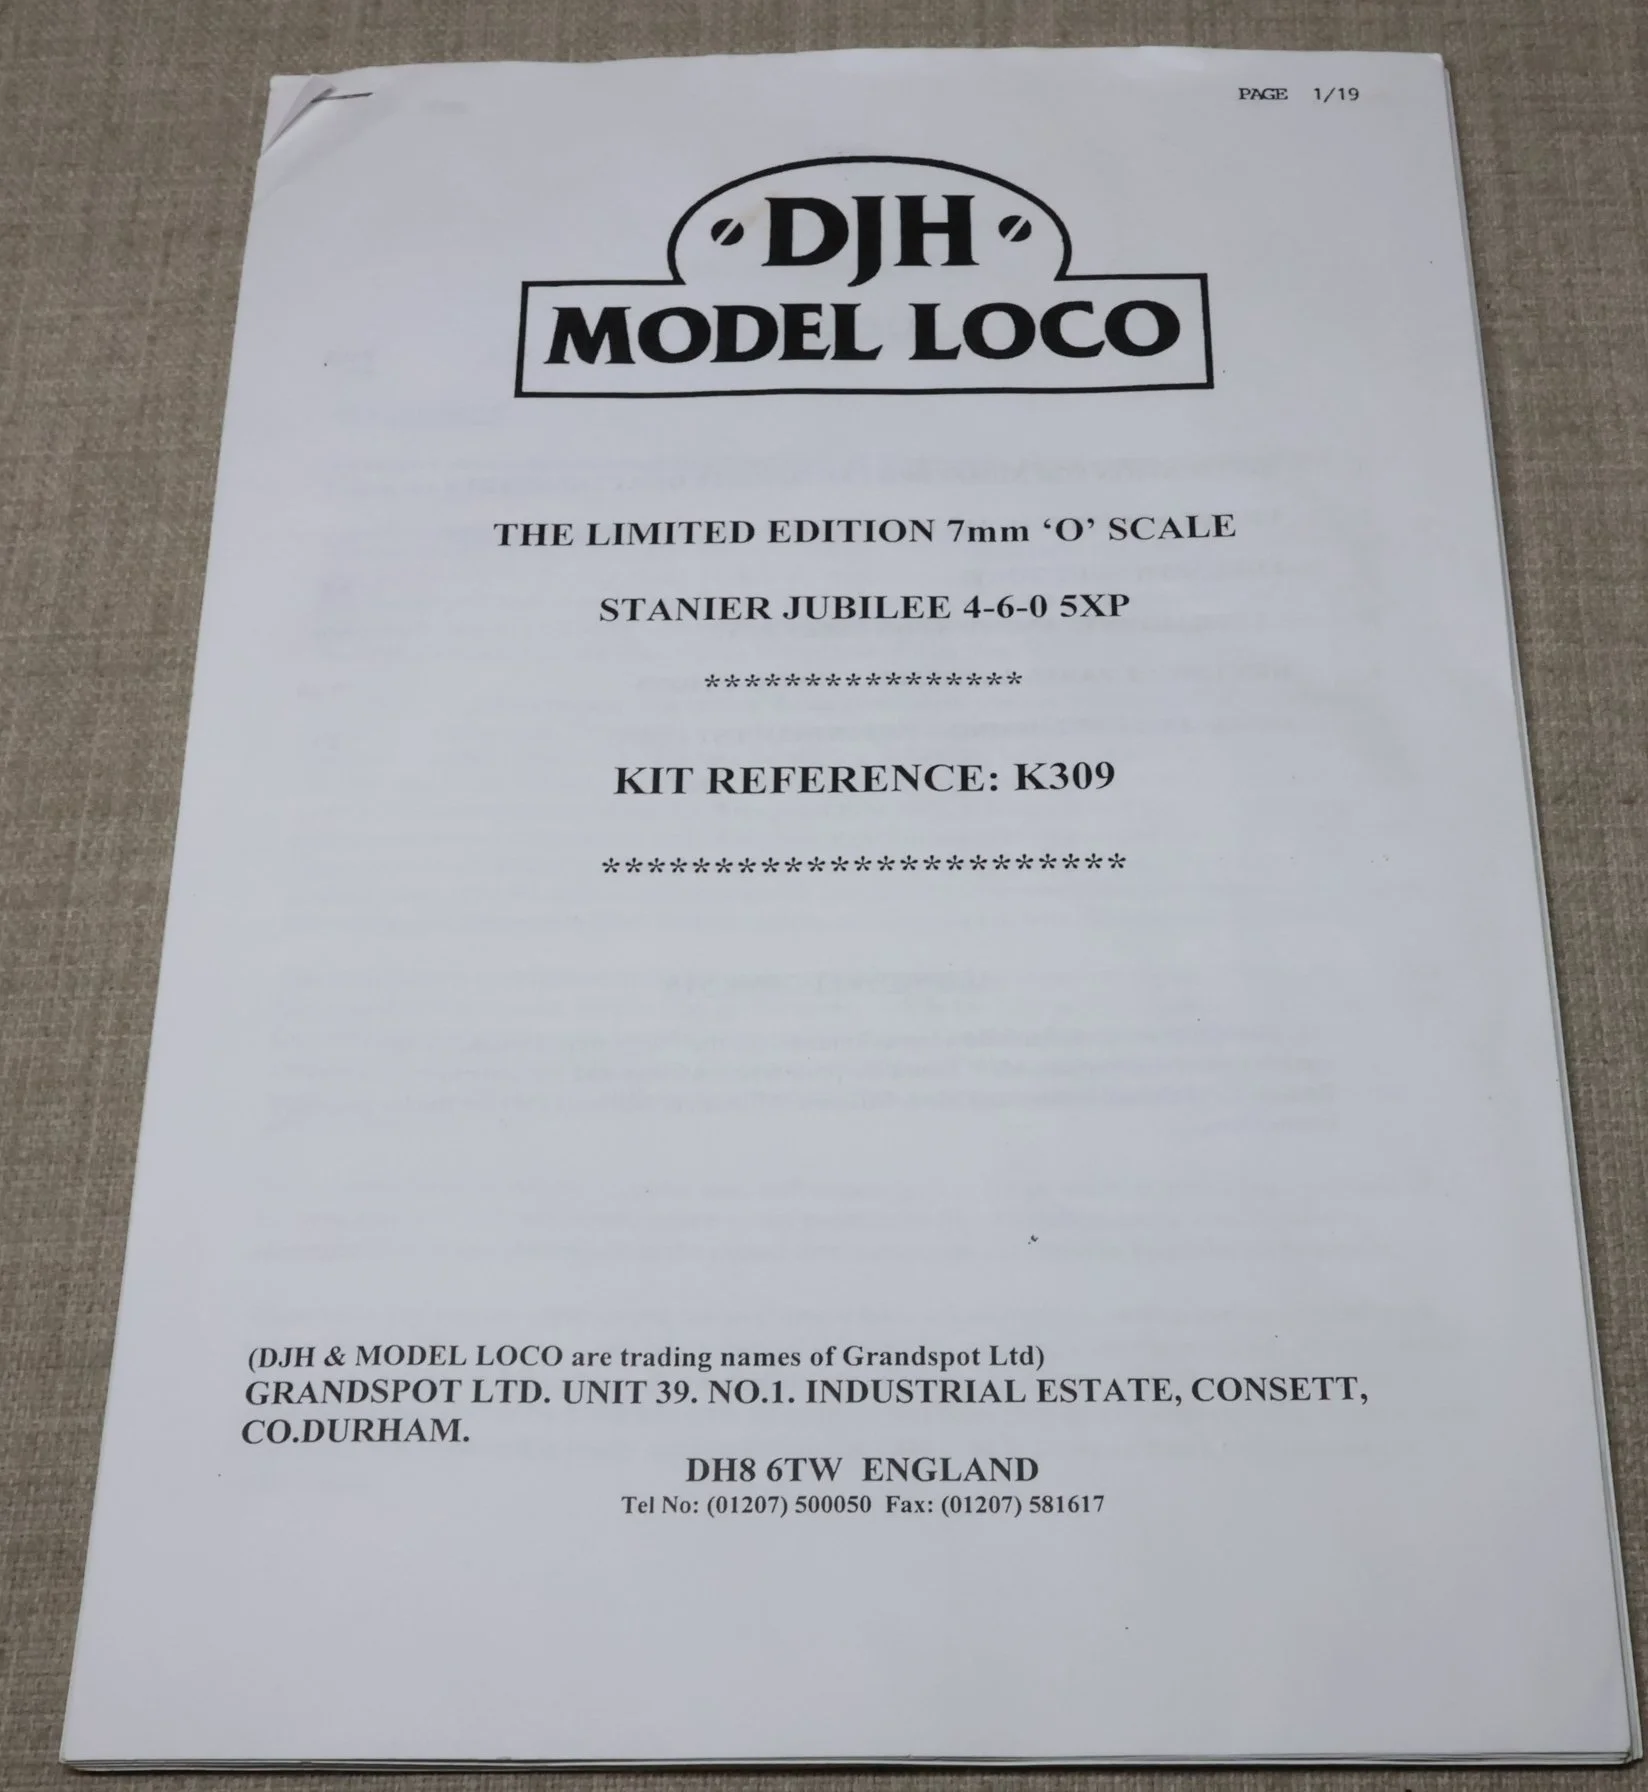 PAGE 1/19
DJH
MODEL LOCO
THE LIMITED EDITION 7mm ‘O’ SCALE
STANIER JUBILEE 4-6-0 5XP
****************
KIT REFERENCE: K309
***********************
(DJH & MODEL LOCO are trading names of Grandspot Ltd)
GRANDSPOT LTD. UNIT 39. NO.1. INDUSTRIAL ESTATE, CONSETT,
CO.DURHAM.
DH8 6TW ENGLAND
Tel No: (01207) 500050 Fax: (01207) 581617